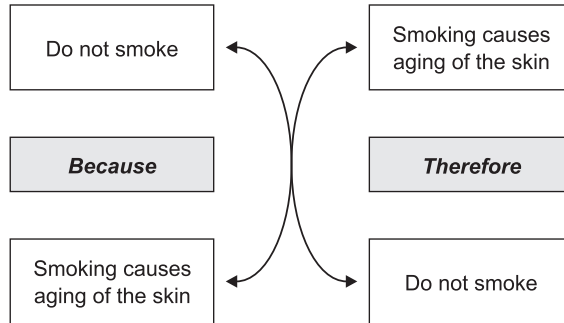 Do not smoke
Because
Smoking causes
aging of the skin
Smoking causes
aging of the skin
Therefore
Do not smoke